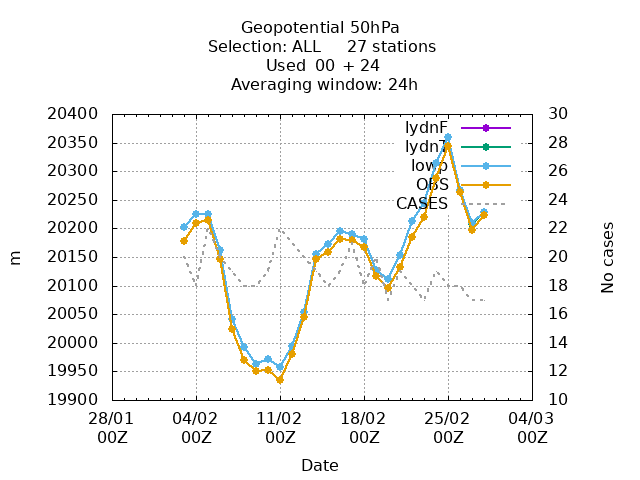 Geopotential 50hPa
Selection: ALL 27 stations
Used 00 + 24
Averaging window: 24h
20400
20350
20300
20250
20200
20150
20100
20050
20000
19950
19900
30
28
26
24
22
20
18
16
14
12
10
m
No cases
lydnF
lydnT
lowp
OBS
CASES
28/01 04/02 11/02 18/02 25/02 04/03
00Z 00Z 00Z 00Z 00Z 00Z
Date